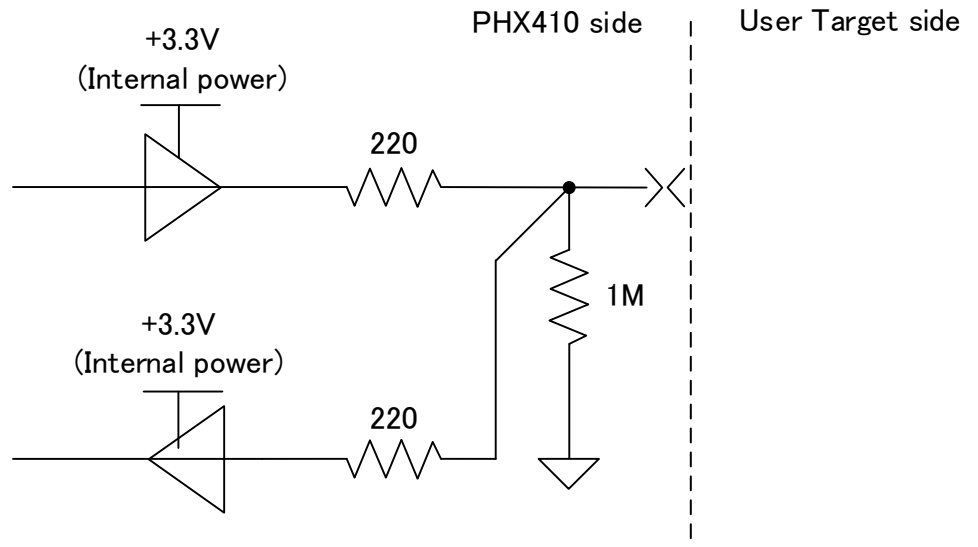 PHX410 side
User Target side
+3.3V
(Internal power)
220
1M
+3.3V
(Internal power)
220